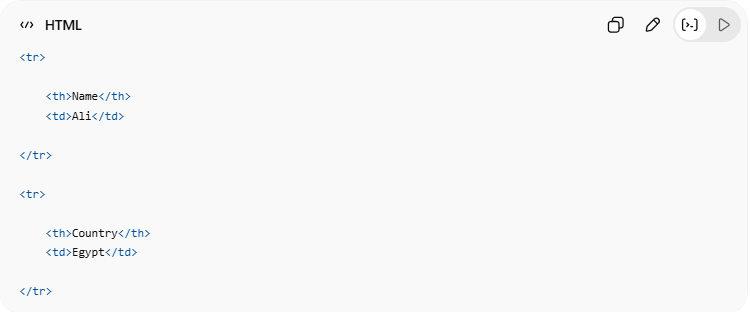 HTML
<tr>
<th>Name</th>
<td>Ali</td>
</tr>
<tr>
<th>Country</th>
<td>Egypt</td>
</tr>